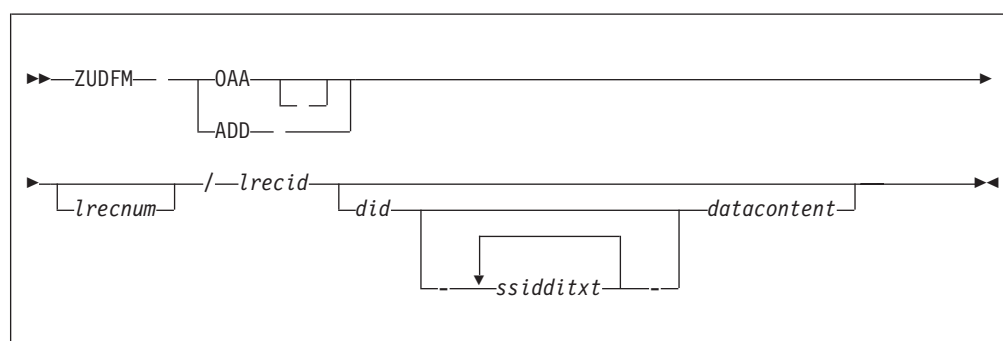 ZUDFM OAA
ADD
/ lrecid
lrecnum did datacontent
- ssidditxt -